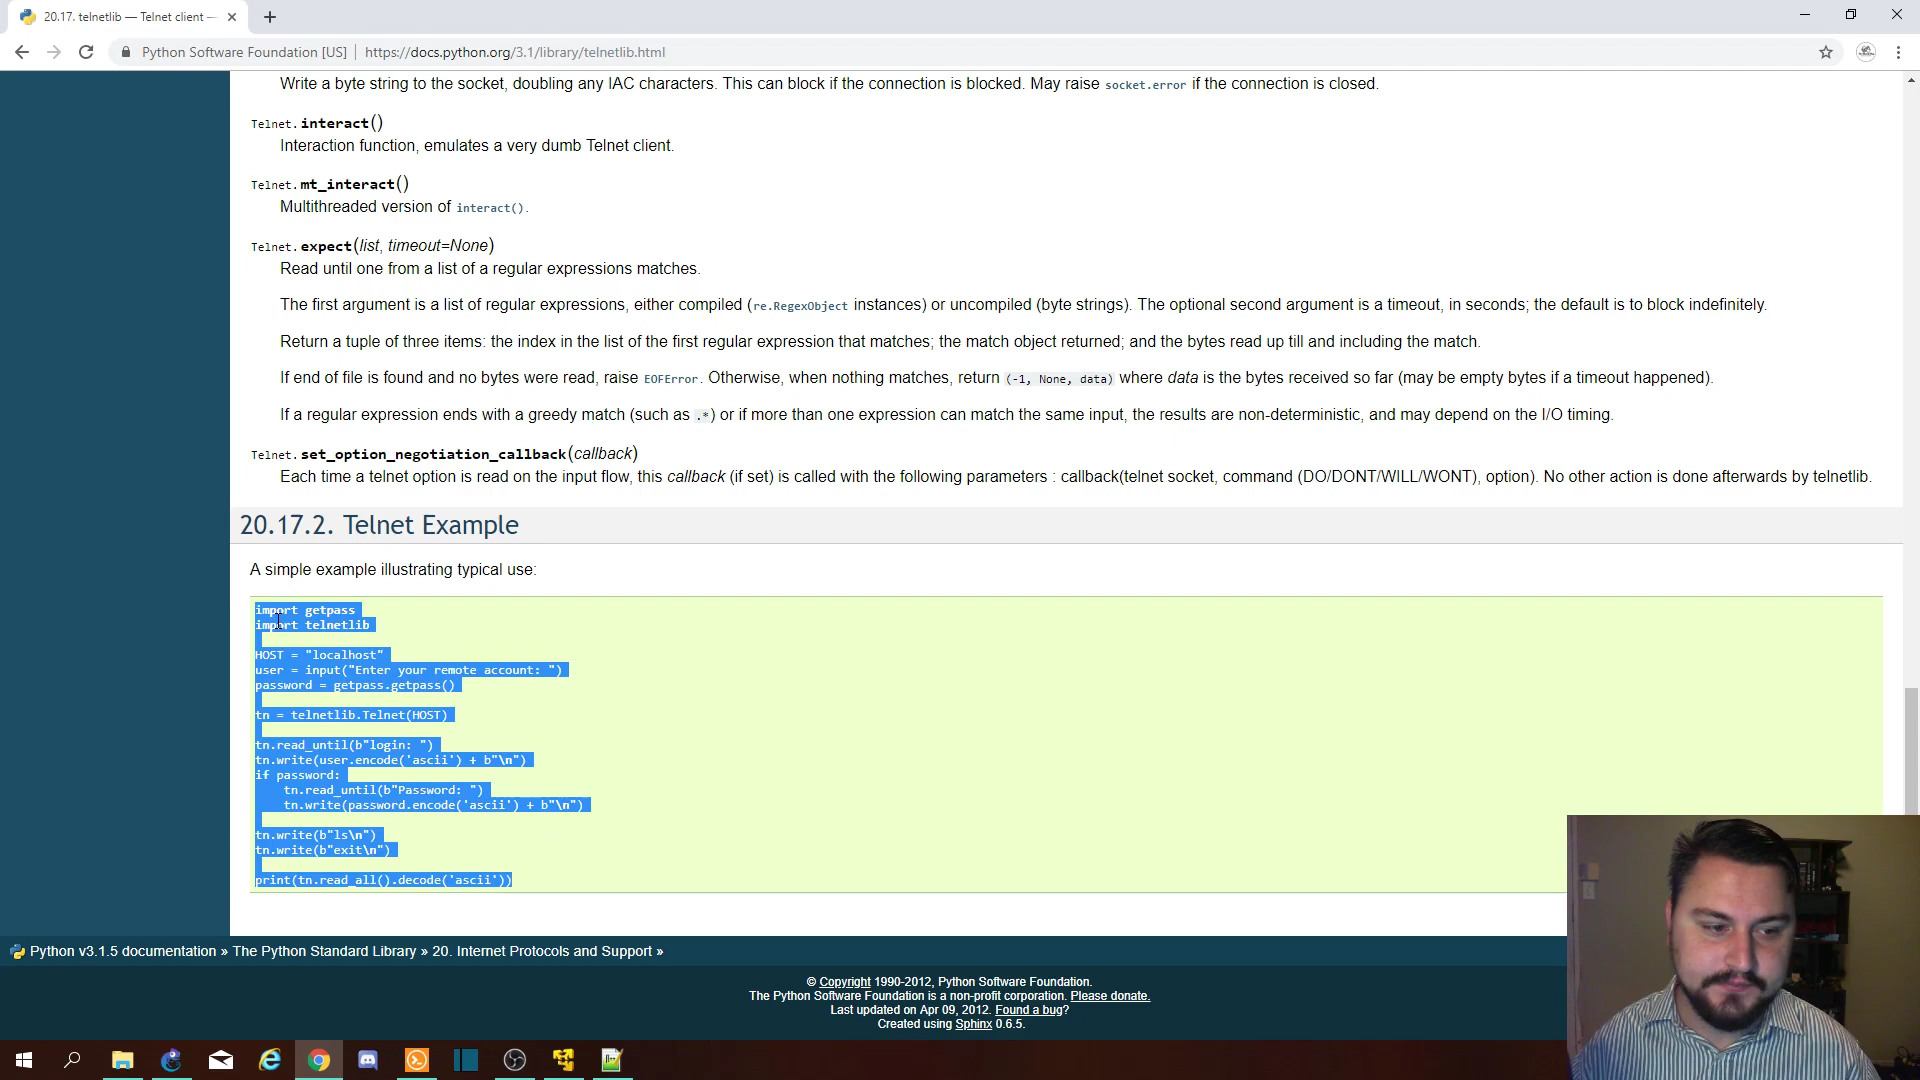 20.17. telnetlib — Telnet client —
Python Software Foundation [US] | https://docs.python.org/3.1/library/telnetlib.html
Write a byte string to the socket, doubling any IAC characters. This can block if the connection is blocked. May raise socket.error if the connection is closed.
Telnet.interact()
Interaction function, emulates a very dumb Telnet client.
Telnet.mt_interact()
Multithreaded version of interact().
Telnet.expect(list, timeout=None)
Read until one from a list of a regular expressions matches.
The first argument is a list of regular expressions, either compiled (re.RegexObject instances) or uncompiled (byte strings). The optional second argument is a timeout, in seconds; the default is to block indefinitely.
Return a tuple of three items: the index in the list of the first regular expression that matches; the match object returned; and the bytes read up till and including the match.
If end of file is found and no bytes were read, raise EOFError. Otherwise, when nothing matches, return (-1, None, data) where data is the bytes received so far (may be empty bytes if a timeout happened).
If a regular expression ends with a greedy match (such as .*) or if more than one expression can match the same input, the results are non-deterministic, and may depend on the I/O timing.
Telnet.set_option_negotiation_callback(callback)
Each time a telnet option is read on the input flow, this callback (if set) is called with the following parameters : callback(telnet socket, command (DO/DONT/WILL/WONT), option). No other action is done afterwards by telnetlib.
20.17.2. Telnet Example
A simple example illustrating typical use:
import getpass
import telnetlib
HOST = "localhost"
user = input("Enter your remote account: ")
password = getpass.getpass()
tn = telnetlib.Telnet(HOST)
tn.read_until(b"login: ")
tn.write(user.encode('ascii') + b"\n")
if password:
    tn.read_until(b"Password: ")
    tn.write(password.encode('ascii') + b"\n")
tn.write(b"ls\n")
tn.write(b"exit\n")
print(tn.read_all().decode('ascii'))
Python v3.1.5 documentation » The Python Standard Library » 20. Internet Protocols and Support »
© Copyright 1990-2012, Python Software Foundation.
The Python Software Foundation is a non-profit corporation. Please donate.
Last updated on Apr 09, 2012. Found a bug?
Created using Sphinx 0.6.5.